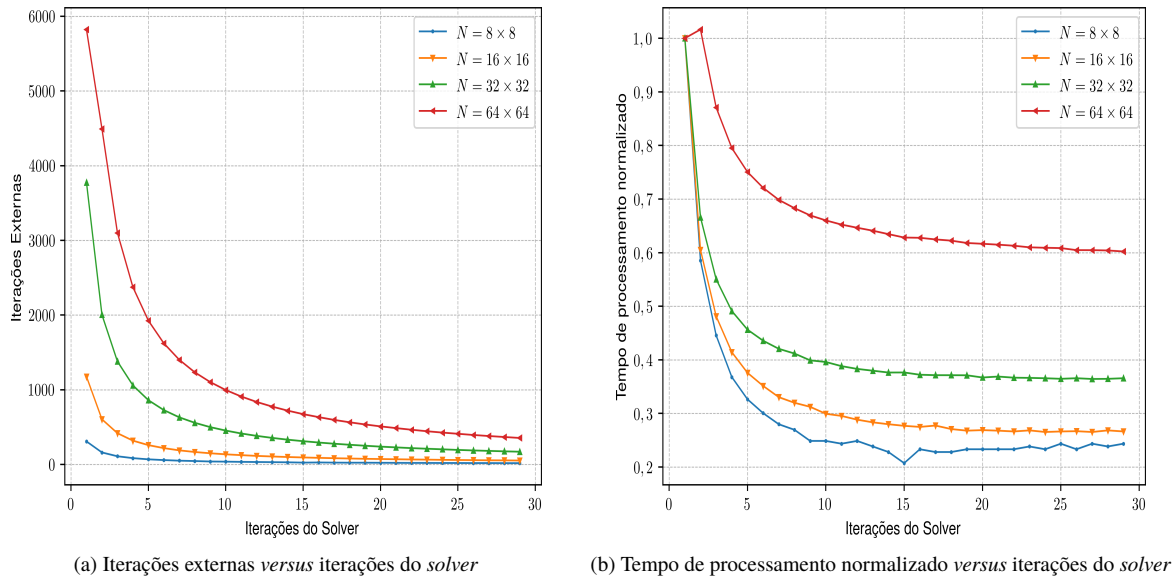 6000
5000
4000
3000
2000
1000
0
0
5
10
15
20
25
30
Iterações Externas
Iterações do Solver
N = 8 × 8
N = 16 × 16
N = 32 × 32
N = 64 × 64
(a) Iterações externas versus iterações do solver
1,0
0,9
0,8
0,7
0,6
0,5
0,4
0,3
0,2
0
5
10
15
20
25
30
Tempo de processamento normalizado
Iterações do Solver
N = 8 × 8
N = 16 × 16
N = 32 × 32
N = 64 × 64
(b) Tempo de processamento normalizado versus iterações do solver